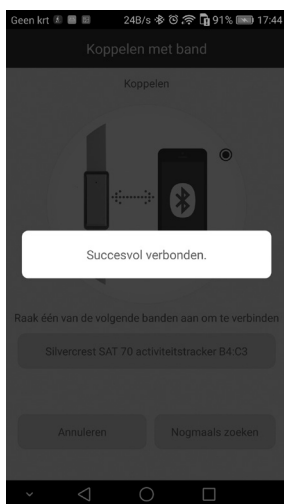 Geen krt 24B/s 91% 17:44
Koppelen met band
Koppelen
Succesvol verbonden.
Raak één van de volgende banden aan om te verbinden
Silvercrest SAT 70 activiteitstracker B4:C3
Annuleren Nogmaals zoeken